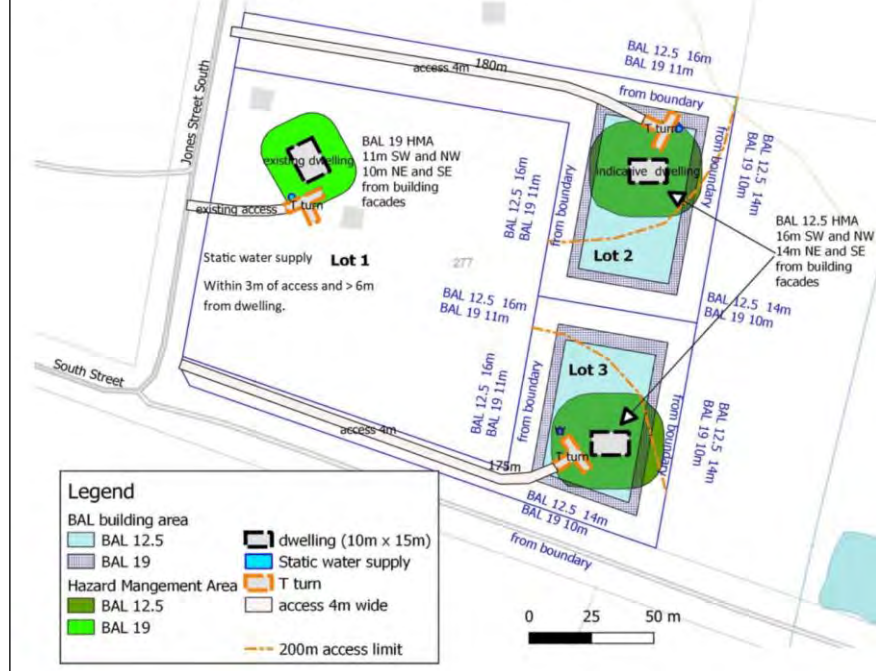 BAL 12.5 16m
BAL 19 11m
from boundary
access 4m 180m
Jones Street South
existing dwelling
T turn
existing access
BAL 19 HMA
11m SW and NW
10m NE and SE
from building
facades
Static water supply Lot 1
Within 3m of access and > 6m
from dwelling.
277
BAL 12.5 16m
BAL 19 11m
from boundary
T turn
indicative dwelling
Lot 2
from boundary
BAL 12.5 14m
BAL 19 10m
BAL 12.5 HMA
16m SW and NW
14m NE and SE
from building
facades
BAL 12.5 16m
BAL 19 11m
BAL 12.5 14m
BAL 19 10m
South Street
access 4m
175m
BAL 12.5 16m
BAL 19 11m
from boundary
Lot 3
T turn
from boundary
BAL 12.5 14m
BAL 19 10m
BAL 12.5 14m
BAL 19 10m
from boundary
Legend
BAL building area
BAL 12.5
BAL 19
Hazard Mangement Area
BAL 12.5
BAL 19
dwelling (10m x 15m)
Static water supply
T turn
access 4m wide
200m access limit
0 25 50 m